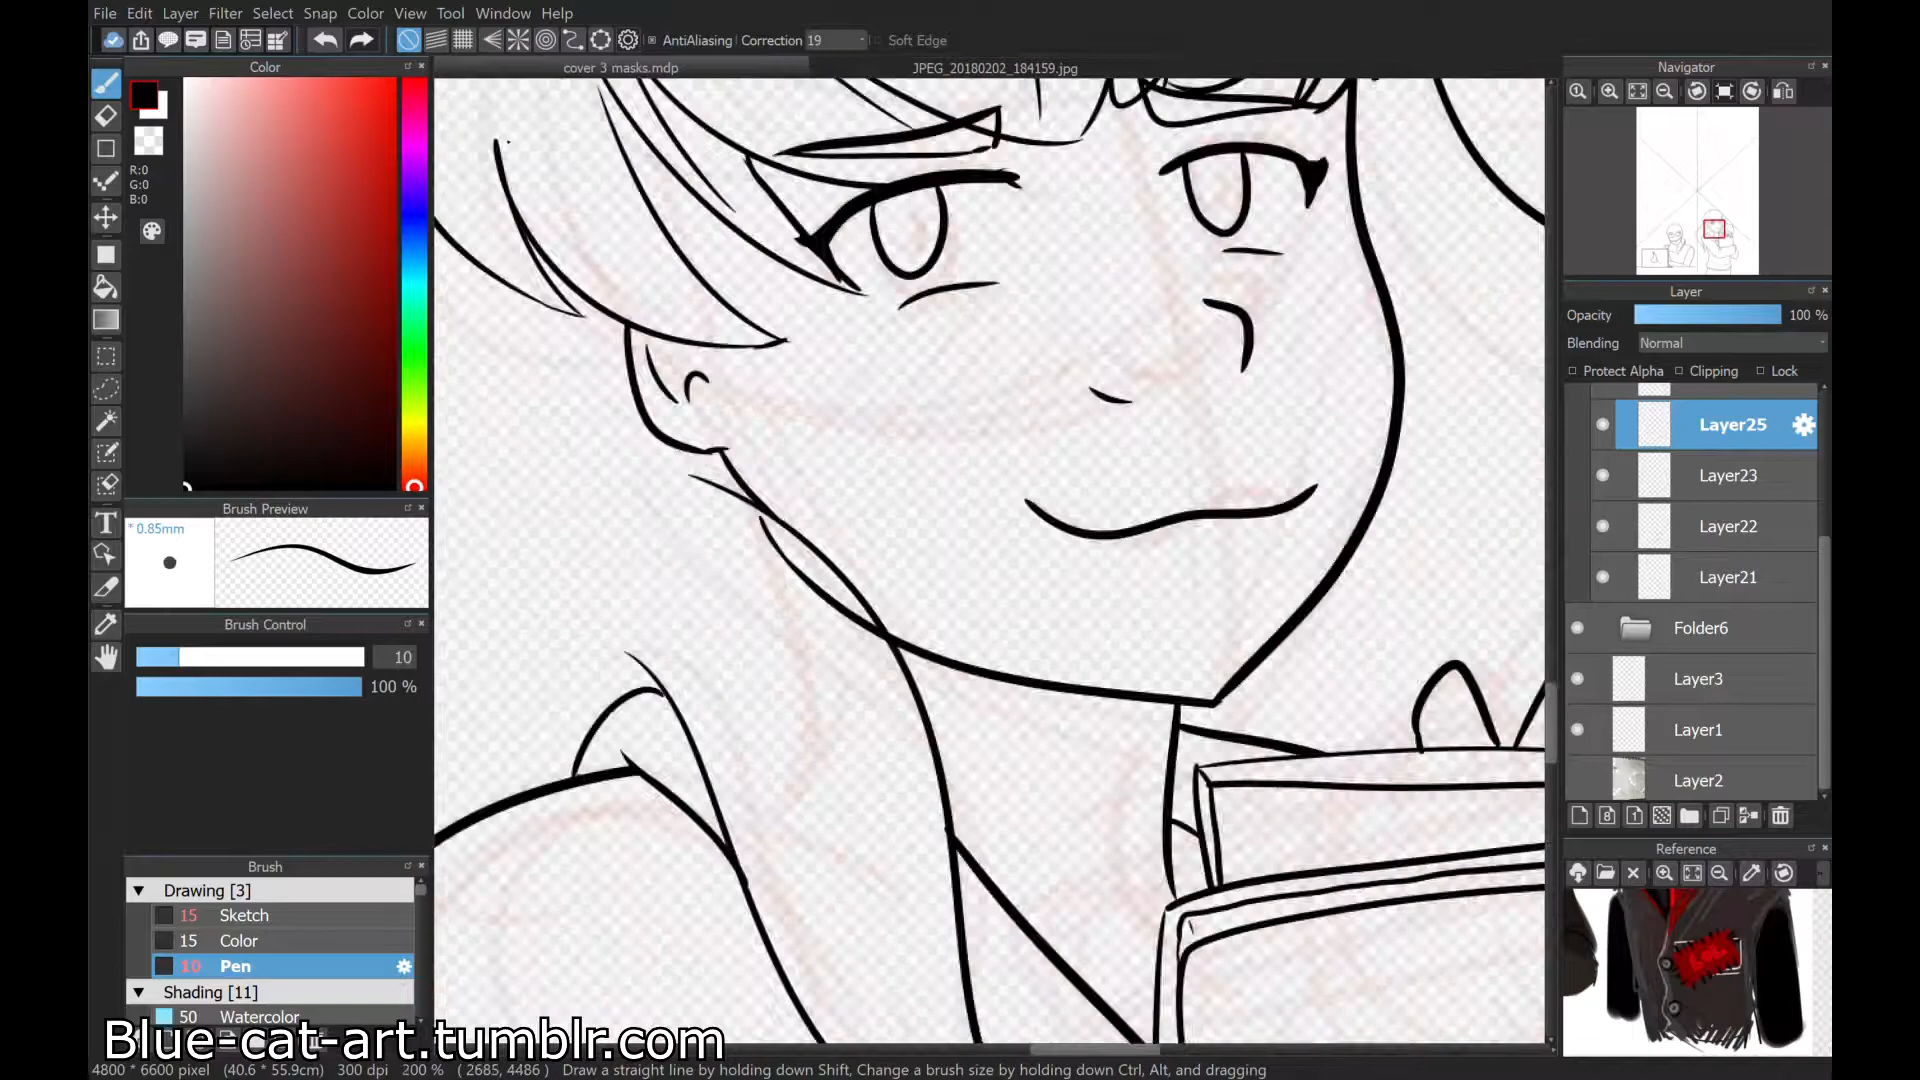 File Edit Layer Filter Select Snap Color View Tool Window Help
AntiAliasing Correction 19 Soft Edge
Color
cover 3 masks.mdp
JPEG_20180202_184159.jpg
Navigator
R:0
G:0
B:0
Layer
Opacity 100 %
Blending Normal
Protect Alpha Clipping Lock
Layer25
Layer23
Layer22
Layer21
Folder6
Layer3
Layer1
Layer2
Brush Preview
* 0.85mm
Brush Control
10
100 %
Brush
Drawing [3]
15 Sketch
15 Color
10 Pen
Shading [11]
50 Watercolor
Reference
Blue-cat-art.tumblr.com
4800 * 6600 pixel (40.6 * 55.9cm) 300 dpi 200 % ( 2685, 4486 ) Draw a straight line by holding down Shift, Change a brush size by holding down Ctrl, Alt, and dragging